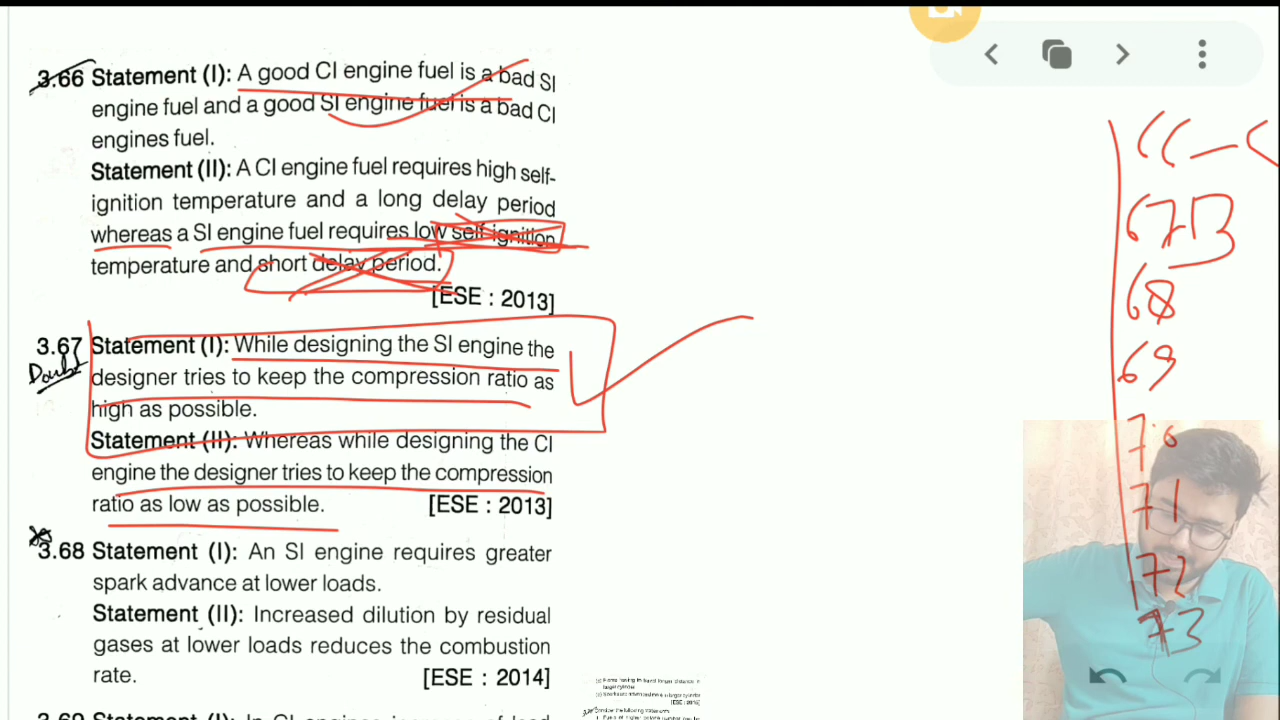 3.66 Statement (I): A good CI engine fuel is a bad SI
engine fuel and a good SI engine fuel is a bad CI
engines fuel.
Statement (II): A CI engine fuel requires high self-
ignition temperature and a long delay period
whereas a SI engine fuel requires low self ignition
temperature and short delay period.
[ESE : 2013]
3.67 Statement (I): While designing the SI engine the
Doubt
designer tries to keep the compression ratio as
high as possible.
Statement (II): Whereas while designing the CI
engine the designer tries to keep the compression
ratio as low as possible. [ESE : 2013]
3.68 Statement (I): An SI engine requires greater
spark advance at lower loads.
Statement (II): Increased dilution by residual
gases at lower loads reduces the combustion
rate. [ESE : 2014]
67-B
68
69
70
71
72
73